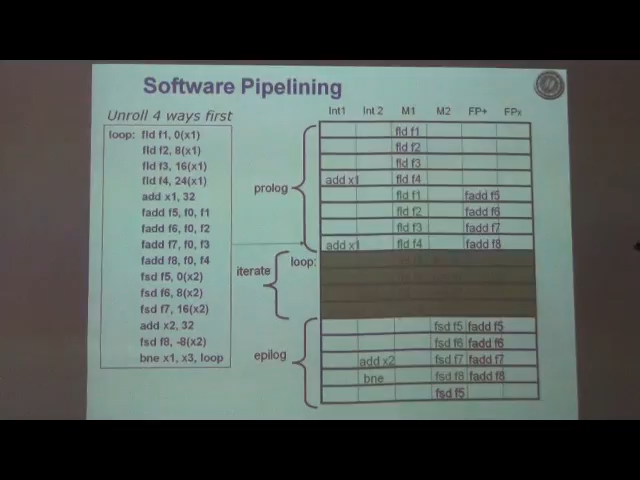 Software Pipelining
Unroll 4 ways first
loop: fld f1, 0(x1)
fld f2, 8(x1)
fld f3, 16(x1)
fld f4, 24(x1)
add x1, 32
fadd f5, f0, f1
fadd f6, f0, f2
fadd f7, f0, f3
fadd f8, f0, f4
fsd f5, 0(x2)
fsd f6, 8(x2)
fsd f7, 16(x2)
add x2, 32
fsd f8, -8(x2)
bne x1, x3, loop
Int1 Int 2 M1 M2 FP+ FPx
prolog
fld f1
fld f2
fld f3
add x1 fld f4
fld f1 fadd f5
fld f2 fadd f6
fld f3 fadd f7
add x1 fld f4 fadd f8
iterate
loop:
epilog
fsd f5 fadd f5
fsd f6 fadd f6
add x2 fsd f7 fadd f7
bne fsd f8 fadd f8
fsd f5